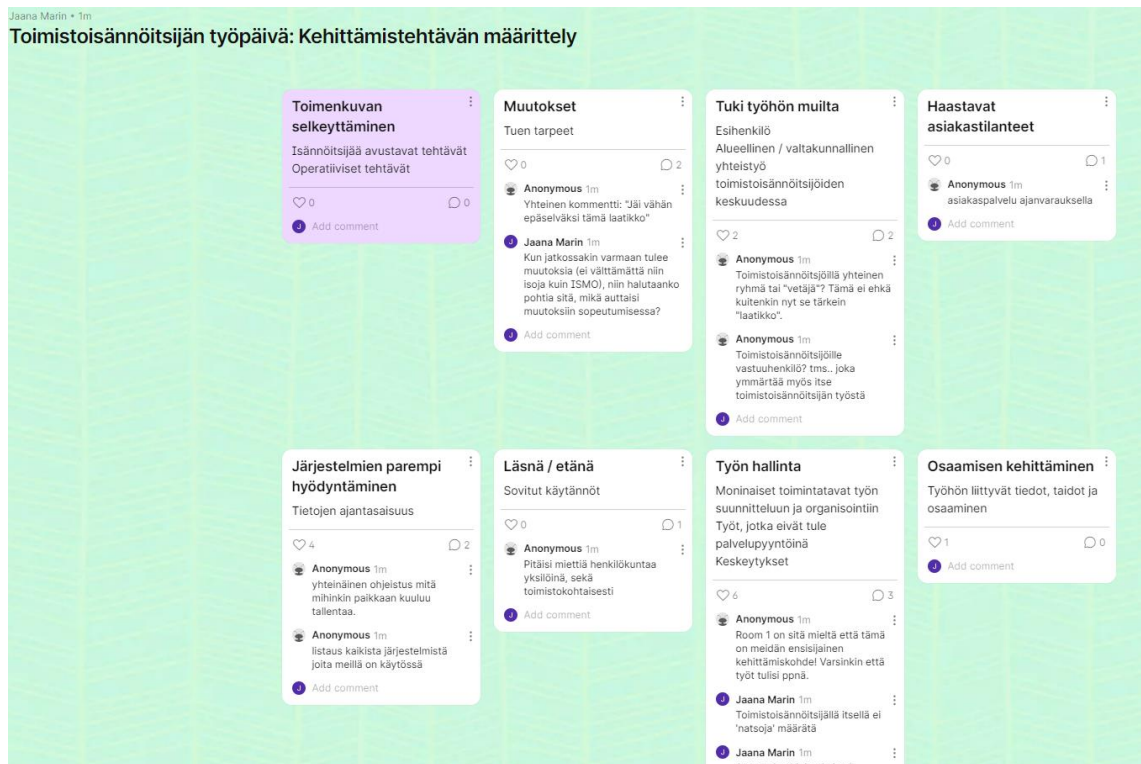 Jaana Marin • 1m
Toimistoisännöitsijän työpäivä: Kehittämistehtävän määrittely
Toimenkuvan
selkeyttäminen
Isännöitsijää avustavat tehtävät
Operatiiviset tehtävät
0
0
J
Add comment
Muutokset
Tuen tarpeet
0
2
Anonymous 1m
Yhteinen kommentti: "Jäi vähän
epäselväksi tämä laatikko"
J
Jaana Marin 1m
Kun jatkossakin varmaan tulee
muutoksia (ei välttämättä niin
isoja kuin ISMO), niin halutaanko
pohtia sitä, mikä auttaisi
muutoksiin sopeutumisessa?
J
Add comment
Tuki työhön muilta
Esihenkilö
Alueellinen / valtakunnallinen
yhteistyö
toimistoisännöitsijöiden
keskuudessa
2
2
Anonymous 1m
Toimistoisännöitsjöillä yhteinen
ryhmä tai "vetäjä"? Tämä ei ehkä
kuitenkin nyt se tärkein
"laatikko".
Anonymous 1m
Toimistoisännöitsijöille
vastuuhenkilö? tms.. joka
ymmärtää myös itse
toimistoisännöitsijän työstä
J
Add comment
Haastavat
asiakastilanteet
0
1
Anonymous 1m
asiakaspalvelu ajanvarauksella
J
Add comment
Järjestelmien parempi
hyödyntäminen
Tietojen ajantasaisuus
4
2
Anonymous 1m
yhteinäinen ohjeistus mitä
mihinkin paikkaan kuuluu
tallentaa.
Anonymous 1m
listaus kaikista järjestelmistä
joita meillä on käytössä
J
Add comment
Läsnä / etänä
Sovitut käytännöt
0
1
Anonymous 1m
Pitäisi miettiä henkilökuntaa
yksilöinä, sekä
toimistokohtaisesti
J
Add comment
Työn hallinta
Moninaiset toimintatavat työn
suunnitteluun ja organisointiin
Työt, jotka eivät tule
palvelupyyntöinä
Keskeytykset
6
3
Anonymous 1m
Room 1 on sitä mieltä että tämä
on meidän ensisijainen
kehittämiskohde! Varsinkin että
työt tulisi ppnä.
J
Jaana Marin 1m
Toimistoisännöitsijällä itsellä ei
'natsoja' määrätä
J
Jaana Marin 1m
Osaamisen kehittäminen
Työhön liittyvät tiedot, taidot ja
osaaminen
1
0
J
Add comment